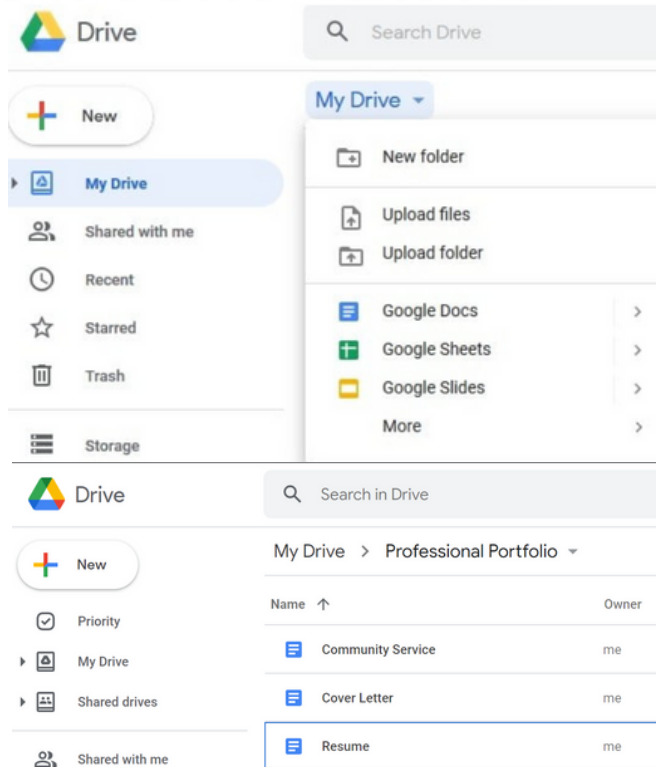 Drive
Search Drive
New
My Drive
My Drive
Shared with me
Recent
Starred
Trash
Storage
New folder
Upload files
Upload folder
Google Docs
Google Sheets
Google Slides
More
Drive
Search in Drive
New
Priority
My Drive
Shared drives
Shared with me
My Drive > Professional Portfolio
Name Owner
Community Service me
Cover Letter me
Resume me